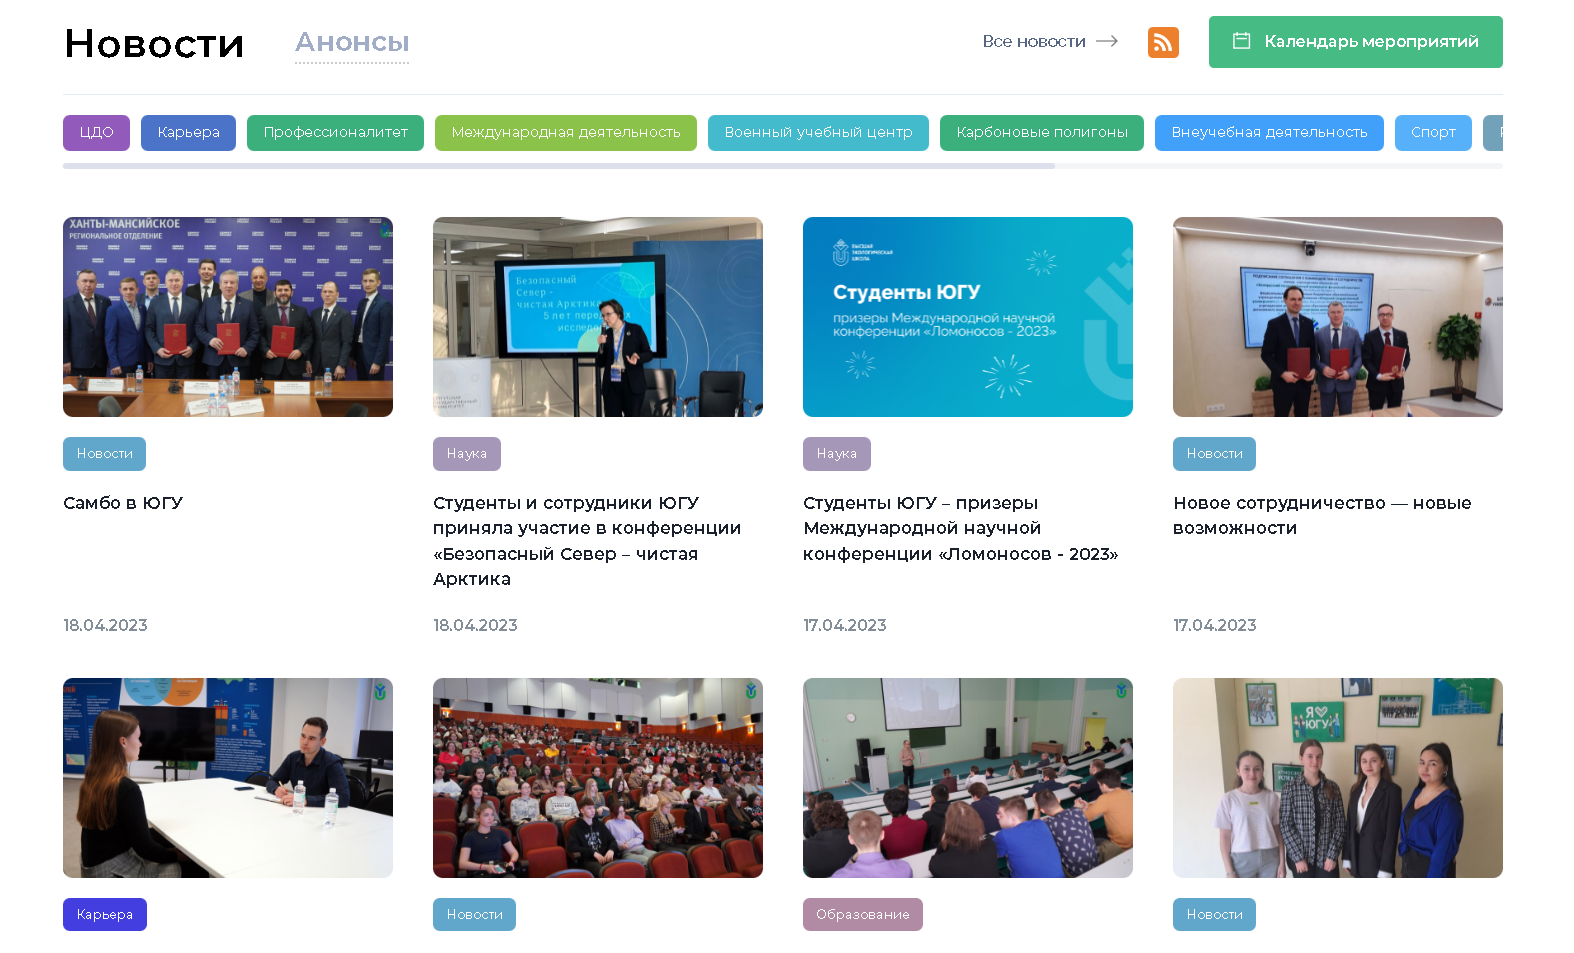 Новости
Анонсы
Все новости
Календарь мероприятий
ЦДО
Карьера
Профессионалитет
Международная деятельность
Военный учебный центр
Карбоновые полигоны
Внеучебная деятельность
Спорт
ХАНТЫ-МАНСИЙСКОЕ
РЕГИОНАЛЬНОЕ ОТДЕЛЕНИЕ
Безопасный
Север -
чистая Арктика
5 лет
ВЫСШАЯ
ЭКОЛОГИЧЕСКАЯ
ШКОЛА
Студенты ЮГУ
призеры Международной научной
конференции «Ломоносов - 2023»
Новости
Наука
Наука
Новости
Самбо в ЮГУ
Студенты и сотрудники ЮГУ
приняла участие в конференции
«Безопасный Север – чистая
Арктика
Студенты ЮГУ – призеры
Международной научной
конференции «Ломоносов - 2023»
Новое сотрудничество — новые
возможности
18.04.2023
18.04.2023
17.04.2023
17.04.2023
Я
ЮГУ
Карьера
Новости
Образование
Новости